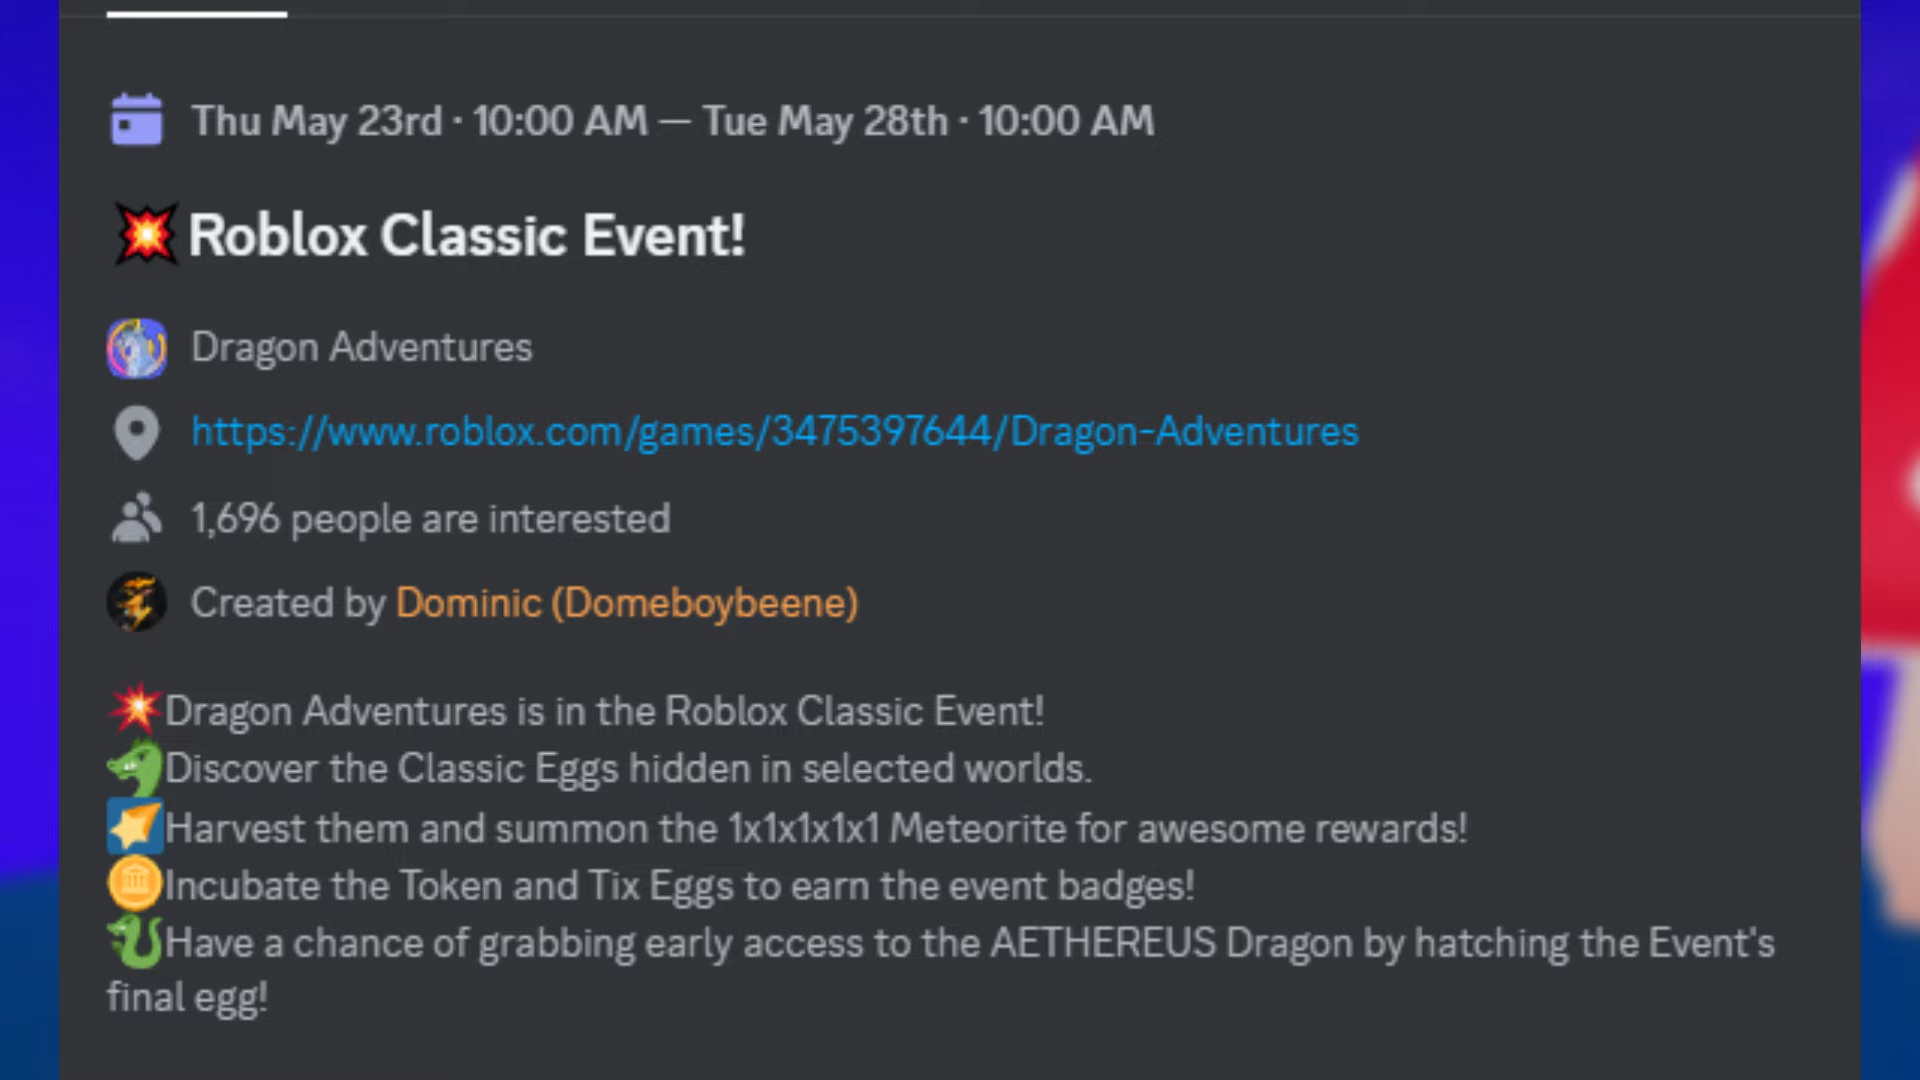 Thu May 23rd · 10:00 AM — Tue May 28th · 10:00 AM
💥Roblox Classic Event!
Dragon Adventures
https://www.roblox.com/games/3475397644/Dragon-Adventures
1,696 people are interested
Created by Dominic (Domeboybeene)
💥Dragon Adventures is in the Roblox Classic Event!
🐲Discover the Classic Eggs hidden in selected worlds.
Harvest them and summon the 1x1x1x1x1 Meteorite for awesome rewards!
Incubate the Token and Tix Eggs to earn the event badges!
Have a chance of grabbing early access to the AETHEREUS Dragon by hatching the Event's
final egg!